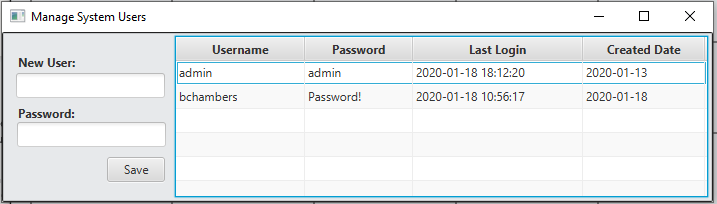 Manage System Users
New User:
Password:
Save
Username Password Last Login Created Date
admin admin 2020-01-18 18:12:20 2020-01-13
bchambers Password! 2020-01-18 10:56:17 2020-01-18